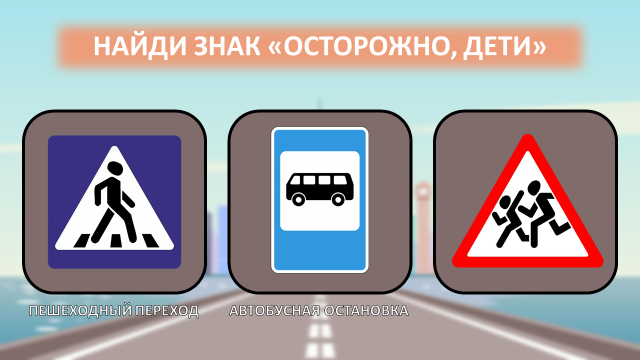 НАЙДИ ЗНАК «ОСТОРОЖНО, ДЕТИ»
ПЕШЕХОДНЫЙ ПЕРЕХОД
АВТОБУСНАЯ ОСТАНОВКА